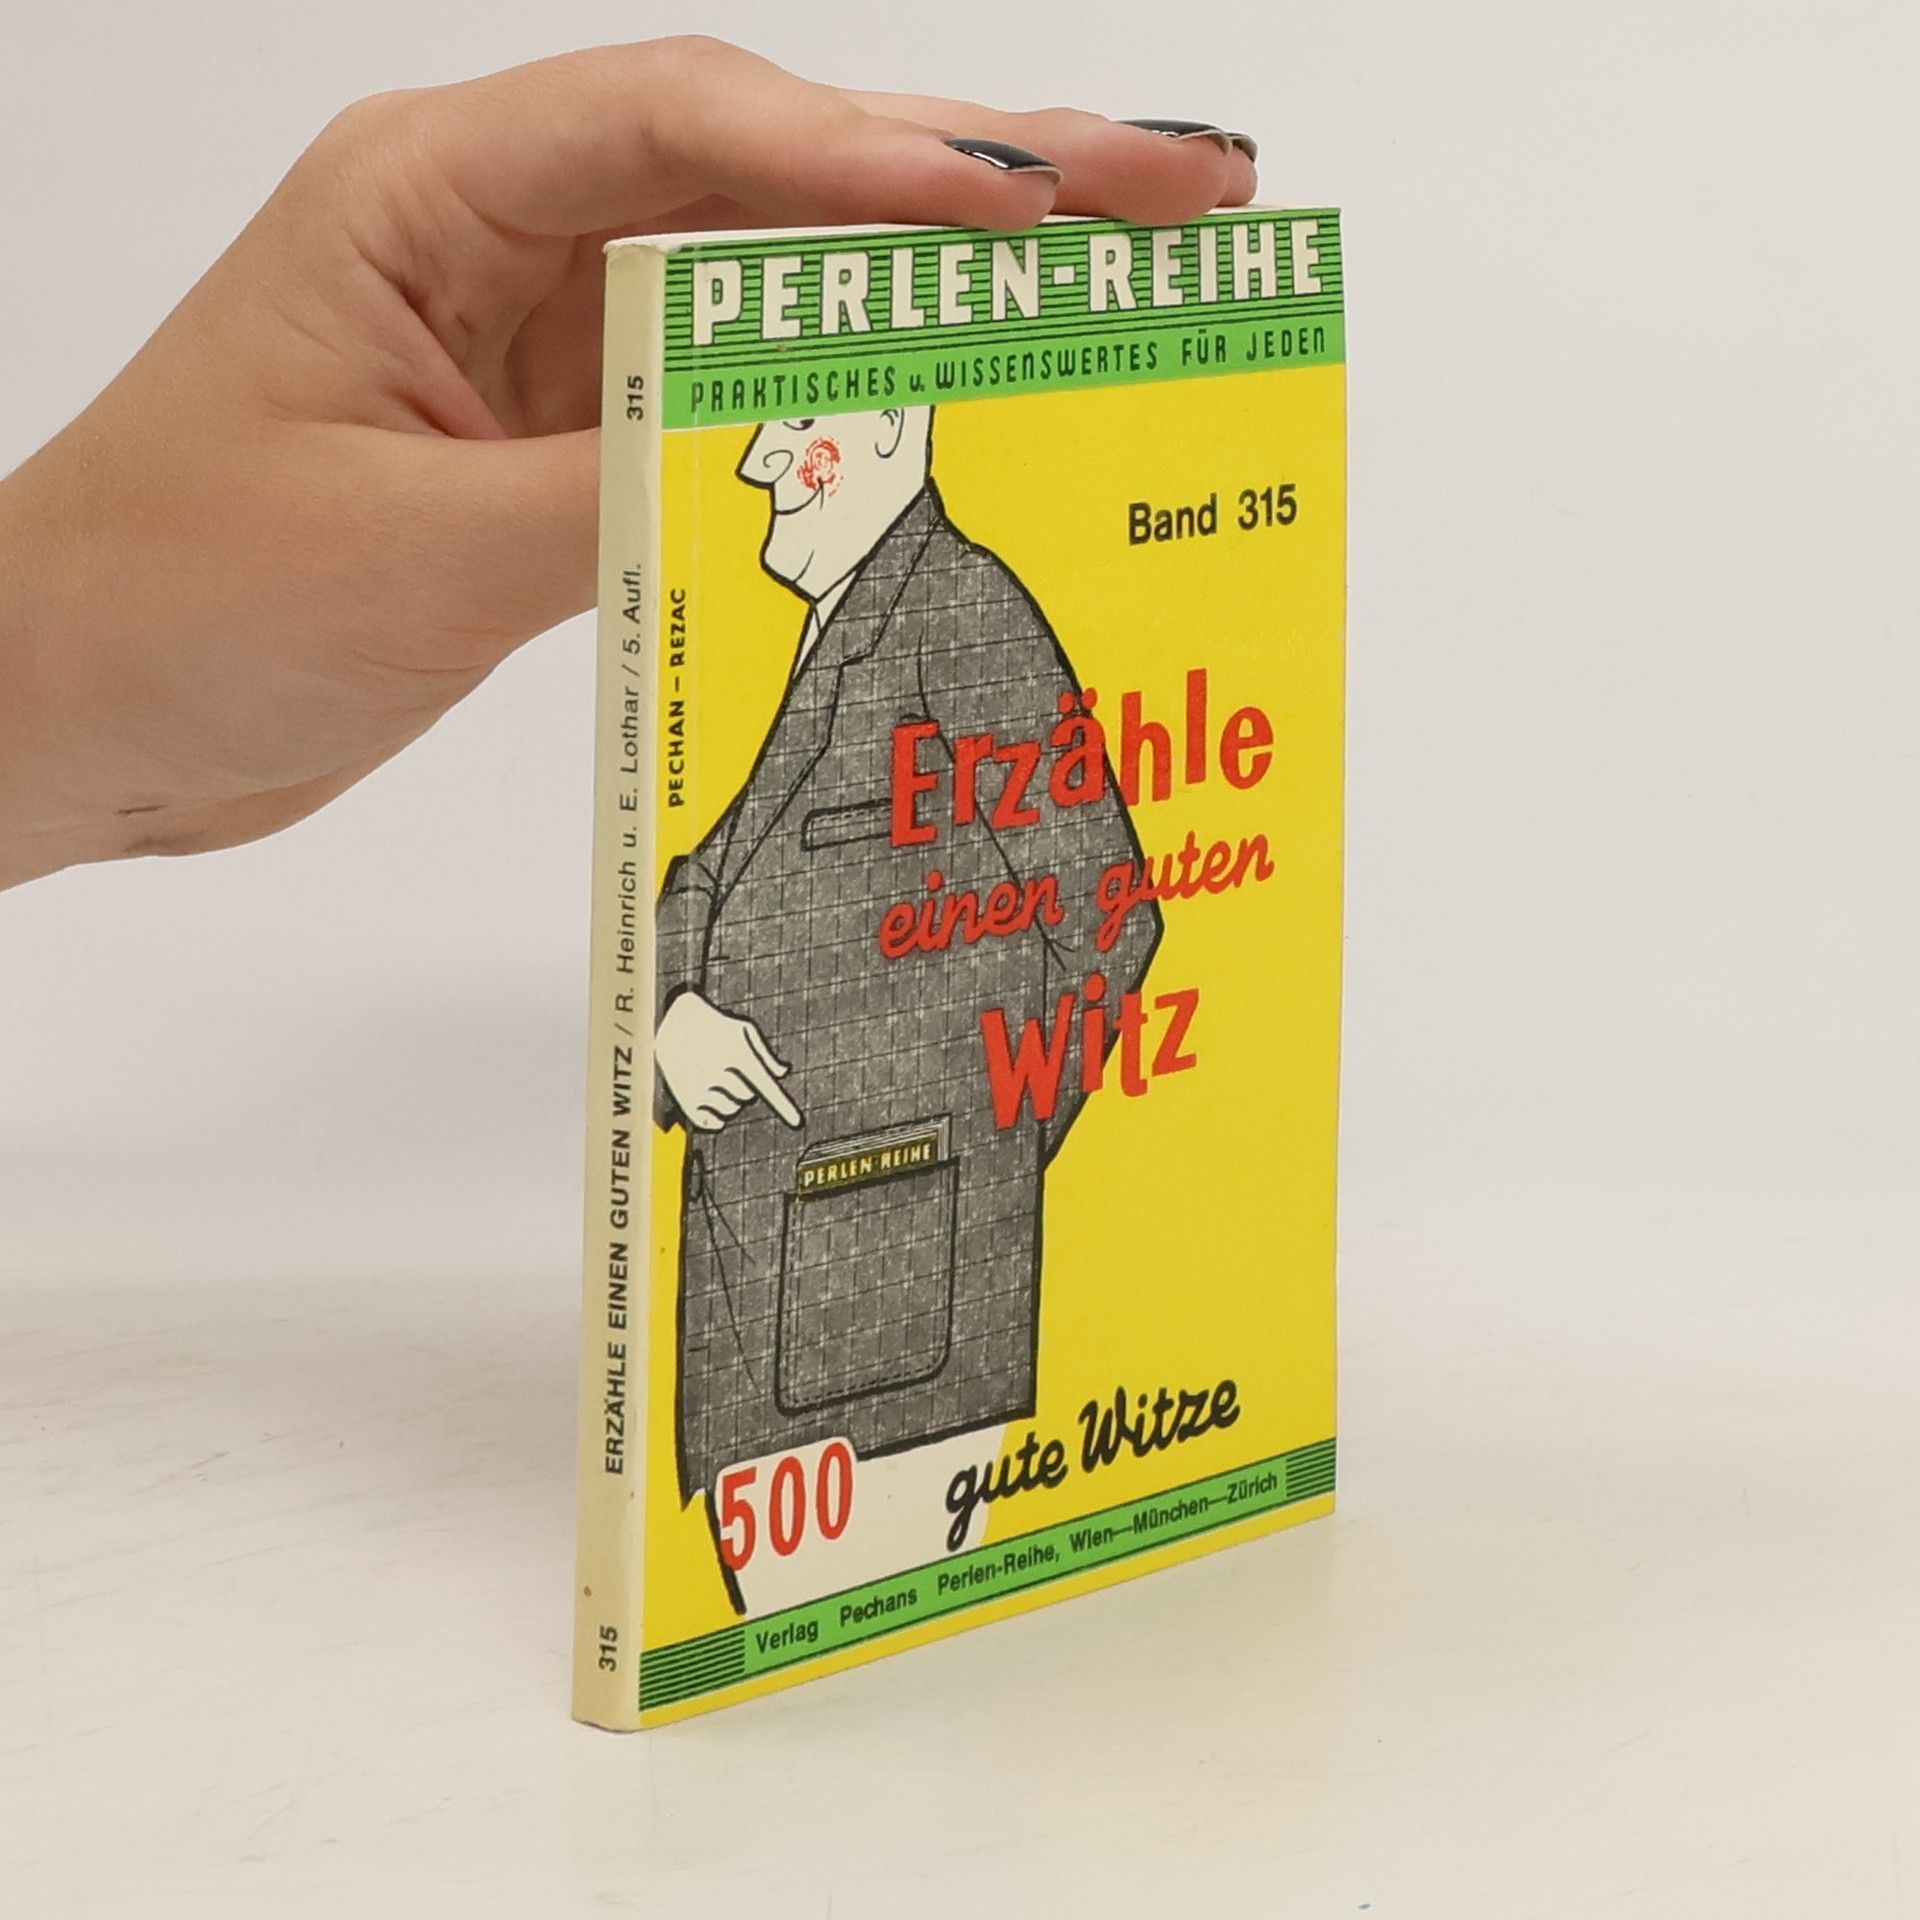 PERLEN-REIHE
PRAKTISCHES u. WISSENSWERTES FÜR JEDEN
Band 315
PECHAN – REZAC
Erzähle
einen guten
Witz
PERLEN-REIHE
500 gute Witze
Verlag Pechans Perlen-Reihe, Wien—München—Zürich
315 ERZÄHLE EINEN GUTEN WITZ / R. Heinrich u. E. Lothar / 5. Aufl. 315